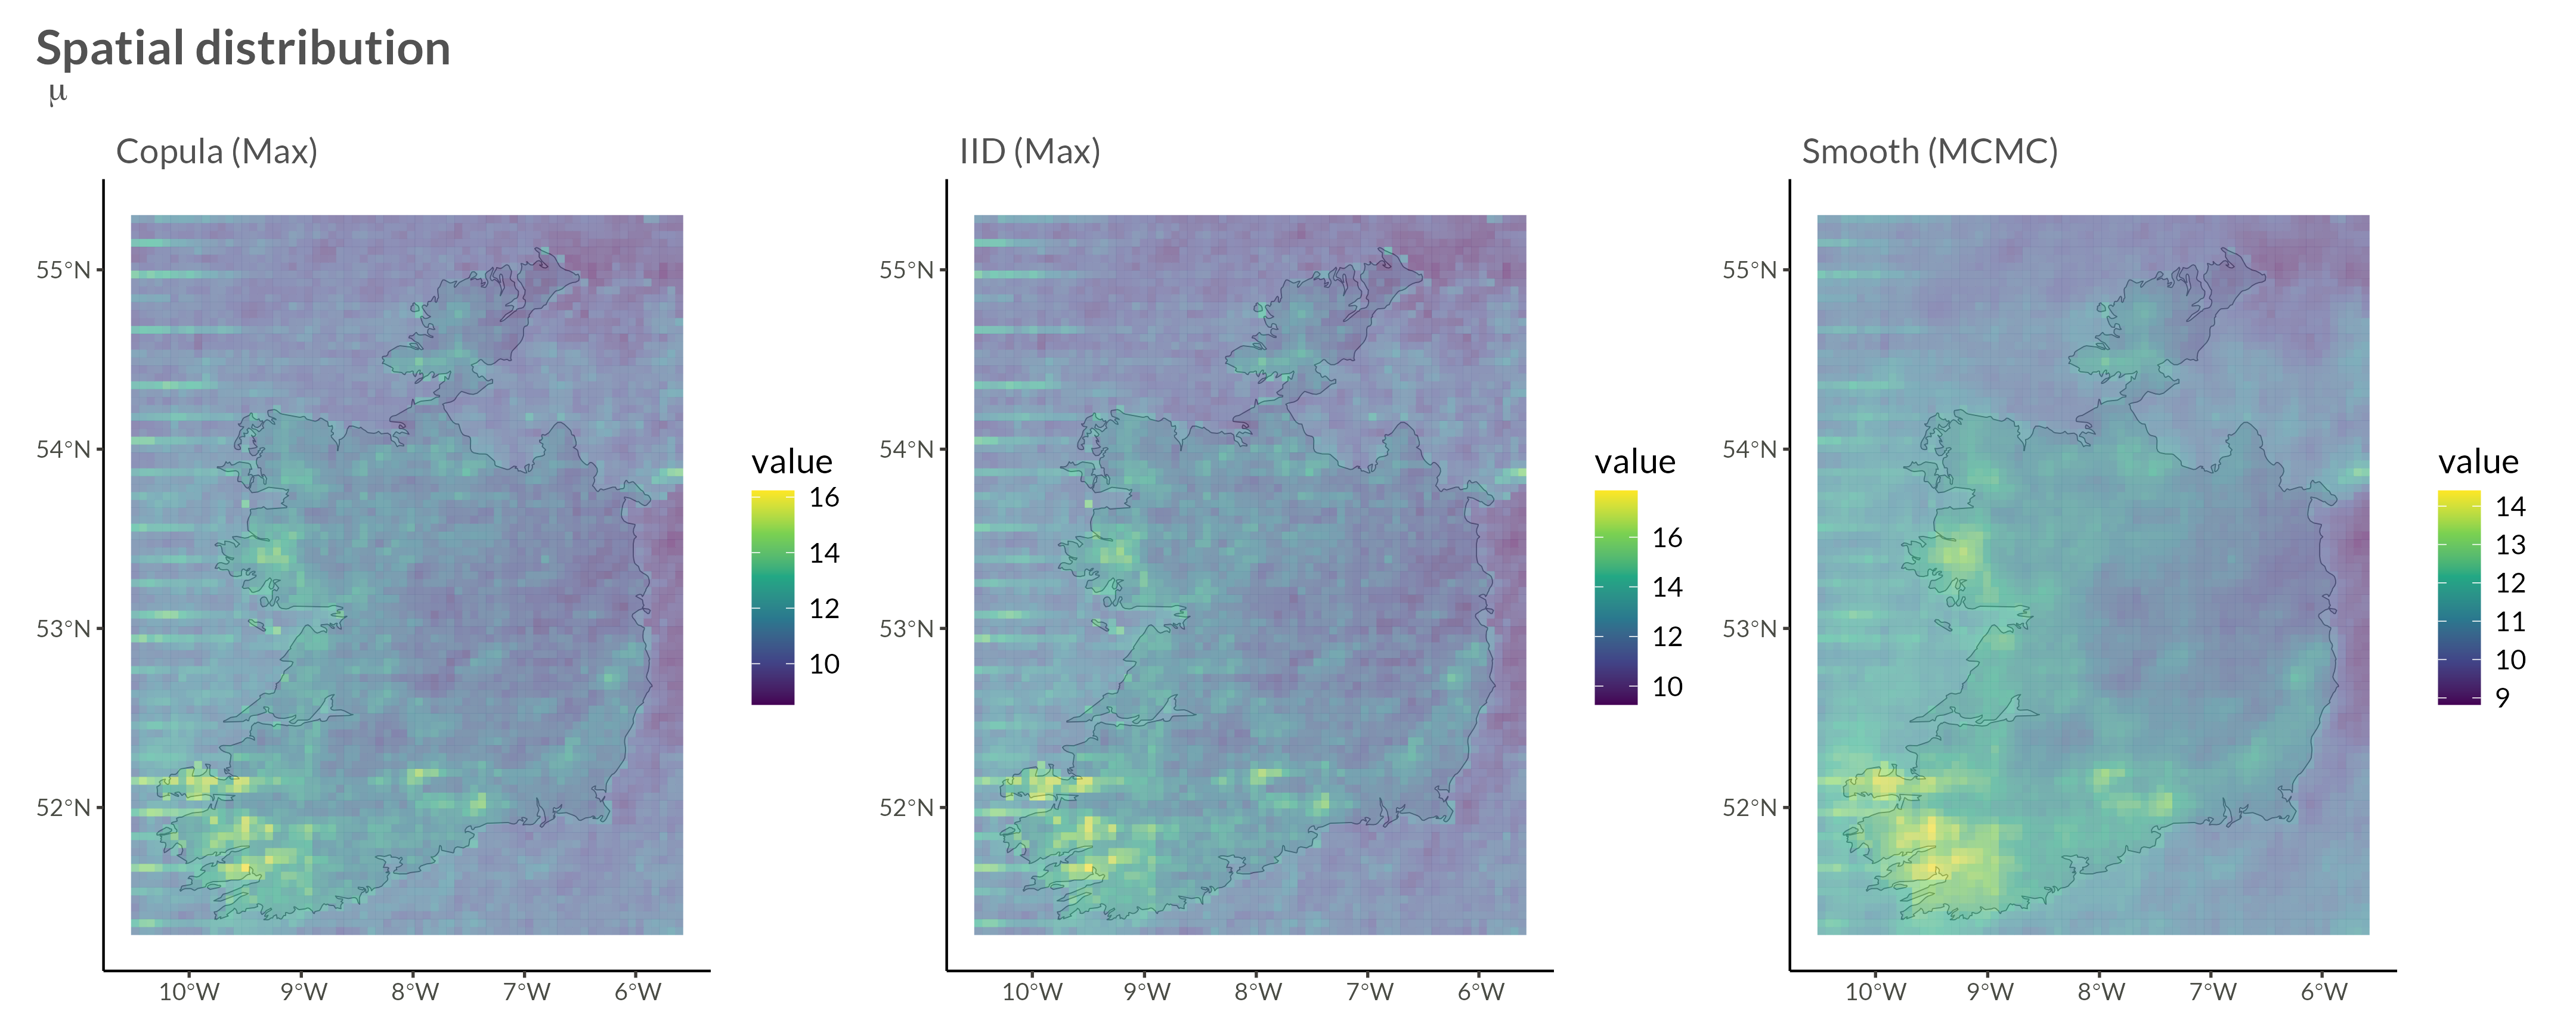 Spatial distribution
μ
Copula (Max)
55°N
54°N
53°N
52°N
10°W 9°W 8°W 7°W 6°W
value
16
14
12
10
IID (Max)
55°N
54°N
53°N
52°N
10°W 9°W 8°W 7°W 6°W
value
16
14
12
10
Smooth (MCMC)
55°N
54°N
53°N
52°N
10°W 9°W 8°W 7°W 6°W
value
14
13
12
11
10
9